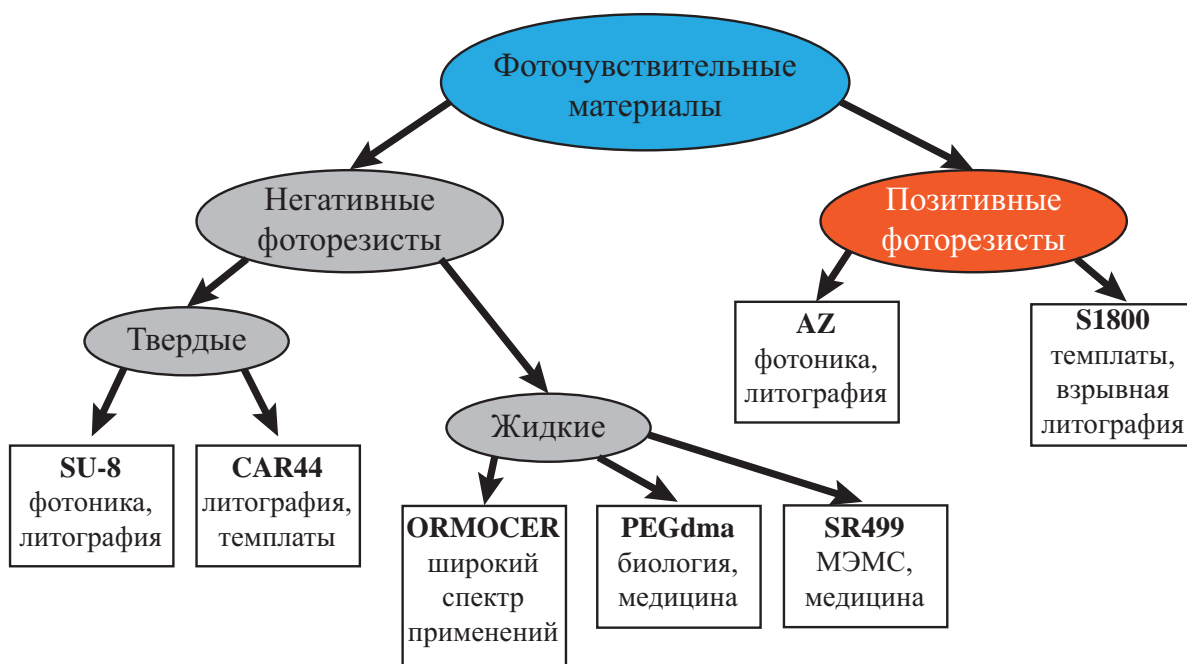 Фоточувствительные
материалы
Негативные
фоторезисты
Позитивные
фоторезисты
Твердые
Жидкие
AZ
фотоника,
литография
S1800
темплаты,
взрывная
литография
SU-8
фотоника,
литография
CAR44
литография,
темплаты
ORMOCER
широкий
спектр
применений
PEGdma
биология,
медицина
SR499
МЭМС,
медицина